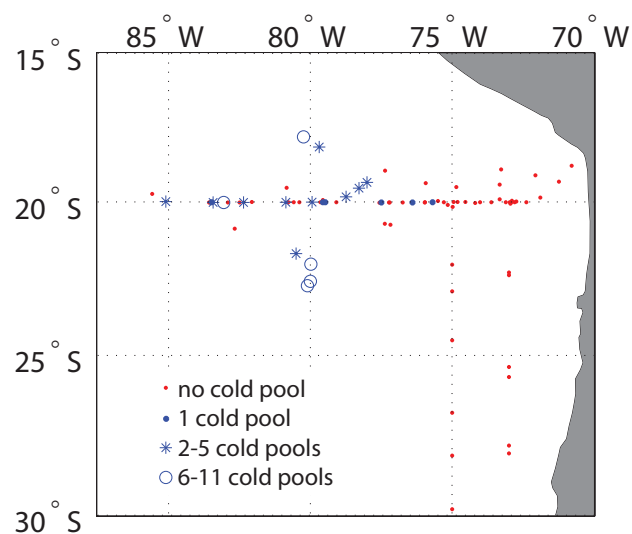 85° W 80° W 75° W 70° W
15° S
20° S
25° S
30° S
no cold pool
1 cold pool
2-5 cold pools
6-11 cold pools